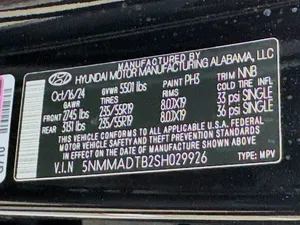 MANUFACTURED BY
HYUNDAI MOTOR MANUFACTURING ALABAMA, LLC
Oct/16/24 GVWR 5501 lbs PAINT PH3 TRIM NNB
GAWR TIRES RIMS COLD TIRE INFL
FRONT 2745 lbs 235/55R19 8.0JX19 33 psi SINGLE
REAR 3131 lbs 235/55R19 8.0JX19 36 psi SINGLE
THIS VEHICLE CONFORMS TO ALL APPLICABLE
U.S. FEDERAL MOTOR VEHICLE SAFETY AND
THEFT PREVENTION STANDARDS
IN EFFECT ON THE DATE OF MANUFACTURE
SHOWN ABOVE.
V.I.N 5NMMADTB2SH029926 TYPE: MPV